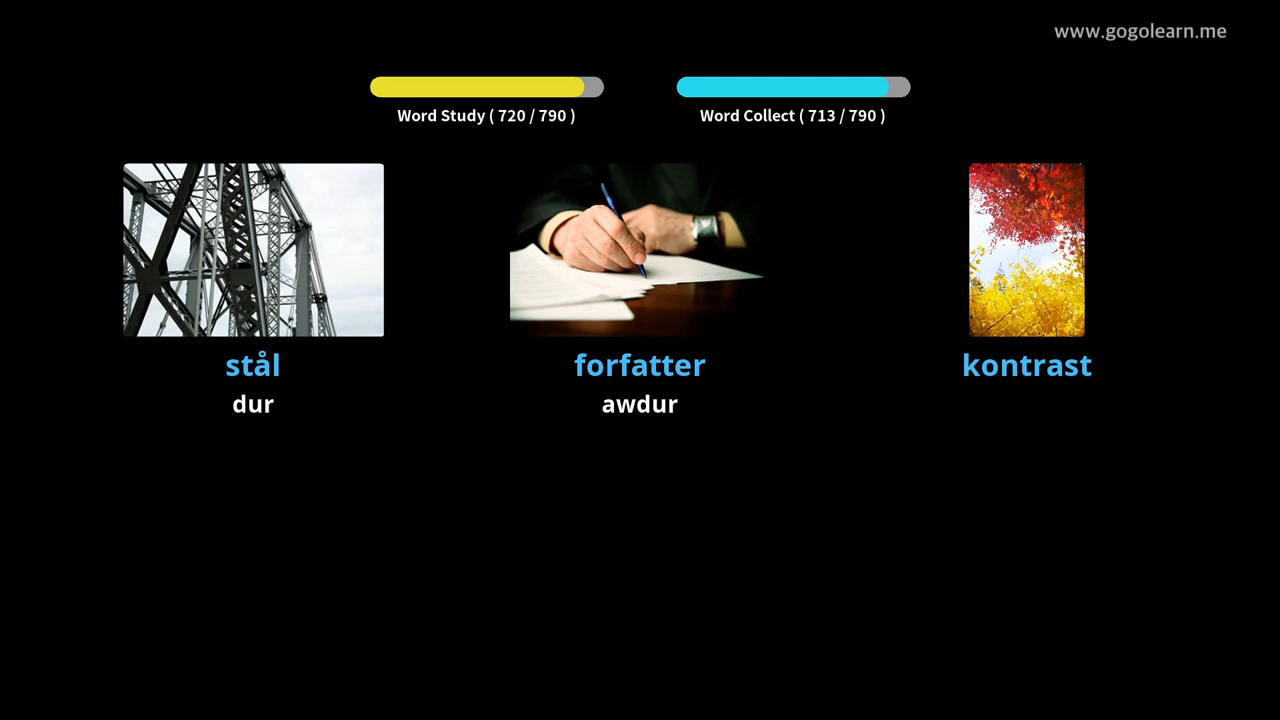 www.gogolearn.me
Word Study ( 720 / 790 )
Word Collect ( 713 / 790 )
stål
forfatter
kontrast
dur
awdur